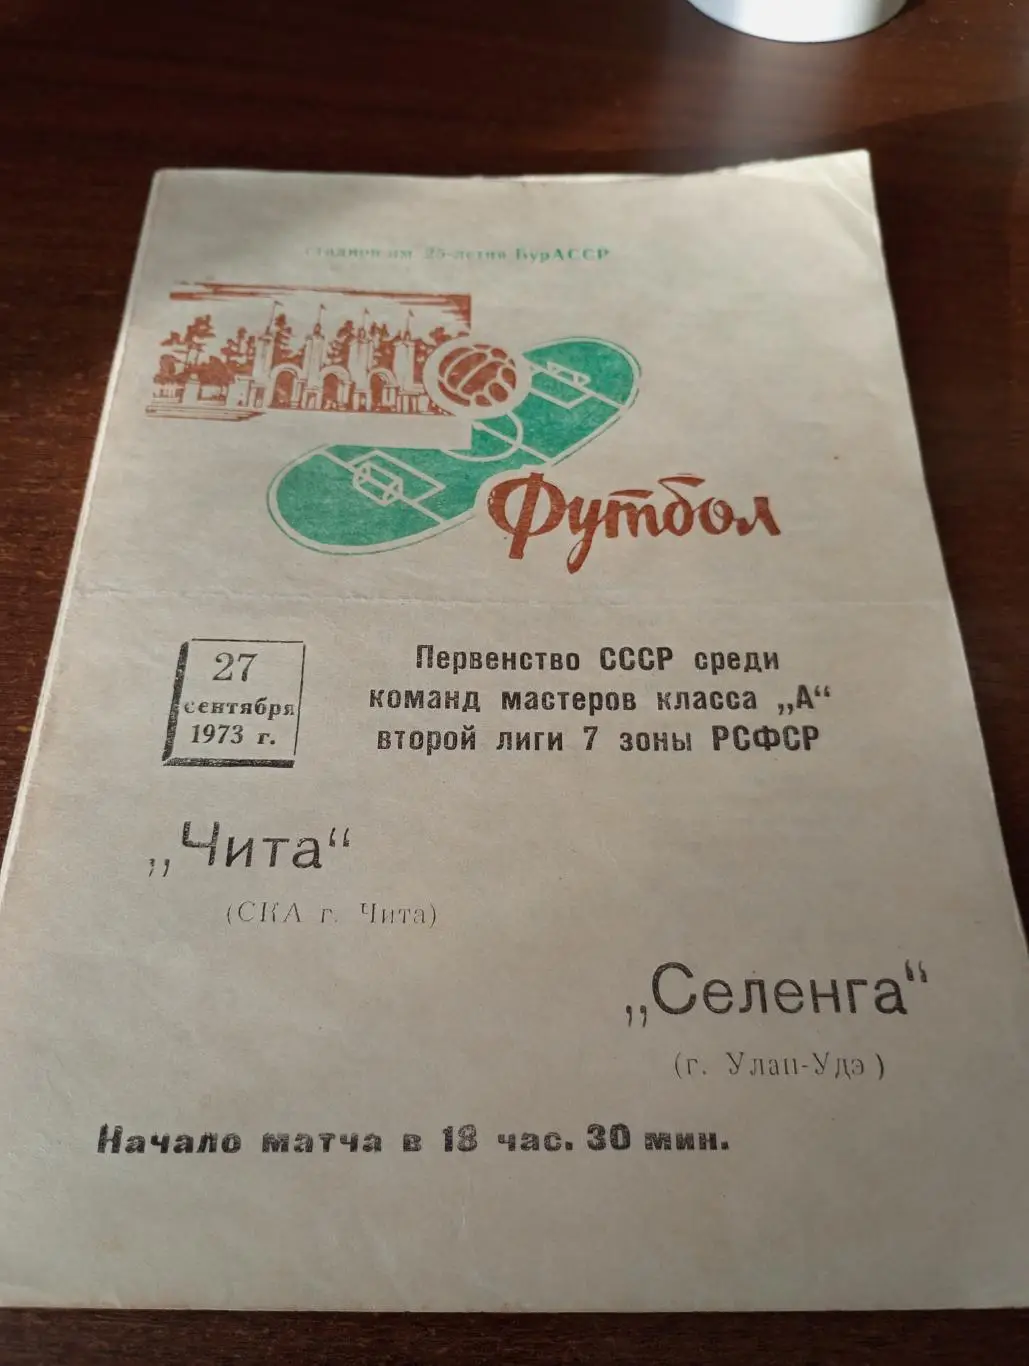 стадион им 25-летия БурАССР
Футбол
27
сентября
1973 г.
Первенство СССР среди
команд мастеров класса „А“
второй лиги 7 зоны РСФСР
„Чита“
(СКА г. Чита)
„Селенга“
(г. Улан-Удэ)
Начало матча в 18 час. 30 мин.